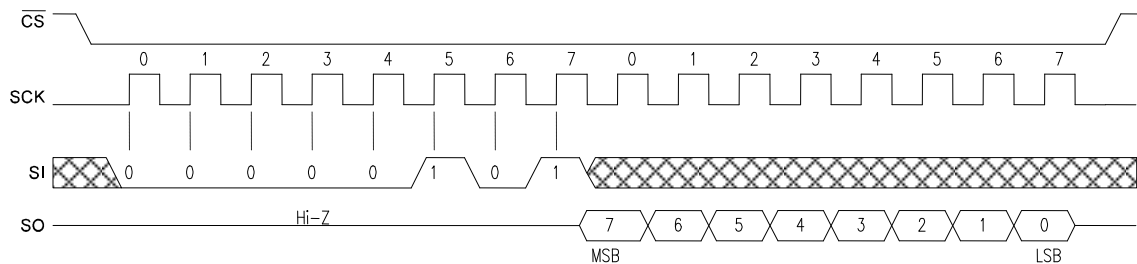 CS
0 1 2 3 4 5 6 7 0 1 2 3 4 5 6 7
SCK
SI 0 0 0 0 0 1 0 1
Hi-Z
SO 7 6 5 4 3 2 1 0
MSB LSB